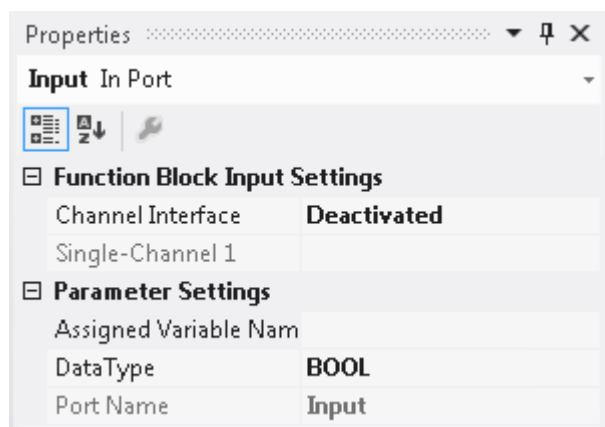 Properties
Input In Port
Function Block Input Settings
Channel Interface Deactivated
Single-Channel 1
Parameter Settings
Assigned Variable Nam
DataType BOOL
Port Name Input